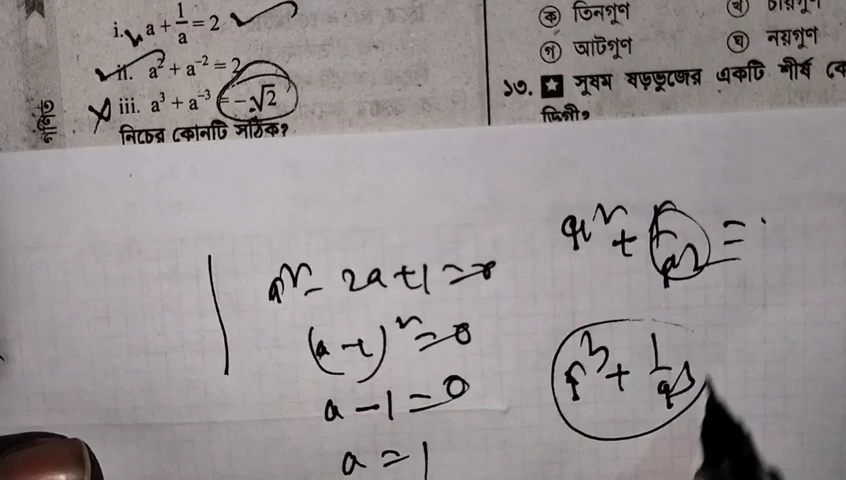 i. a + 1/a = 2
ii. a² + a⁻² = 2
iii. a³ + a⁻³ = -√2
নিচের কোনটি সঠিক?
ক তিনগুণ
গ আটগুণ
ঘ নয়গুণ
১৩. সুষম ষড়ভুজের একটি শীর্ষ কো
ডিগ্রী?
a² - 2a + 1 = 0
(a - 1)² = 0
a - 1 = 0
a = 1
a² + 1/a² =
a³ + 1/a³